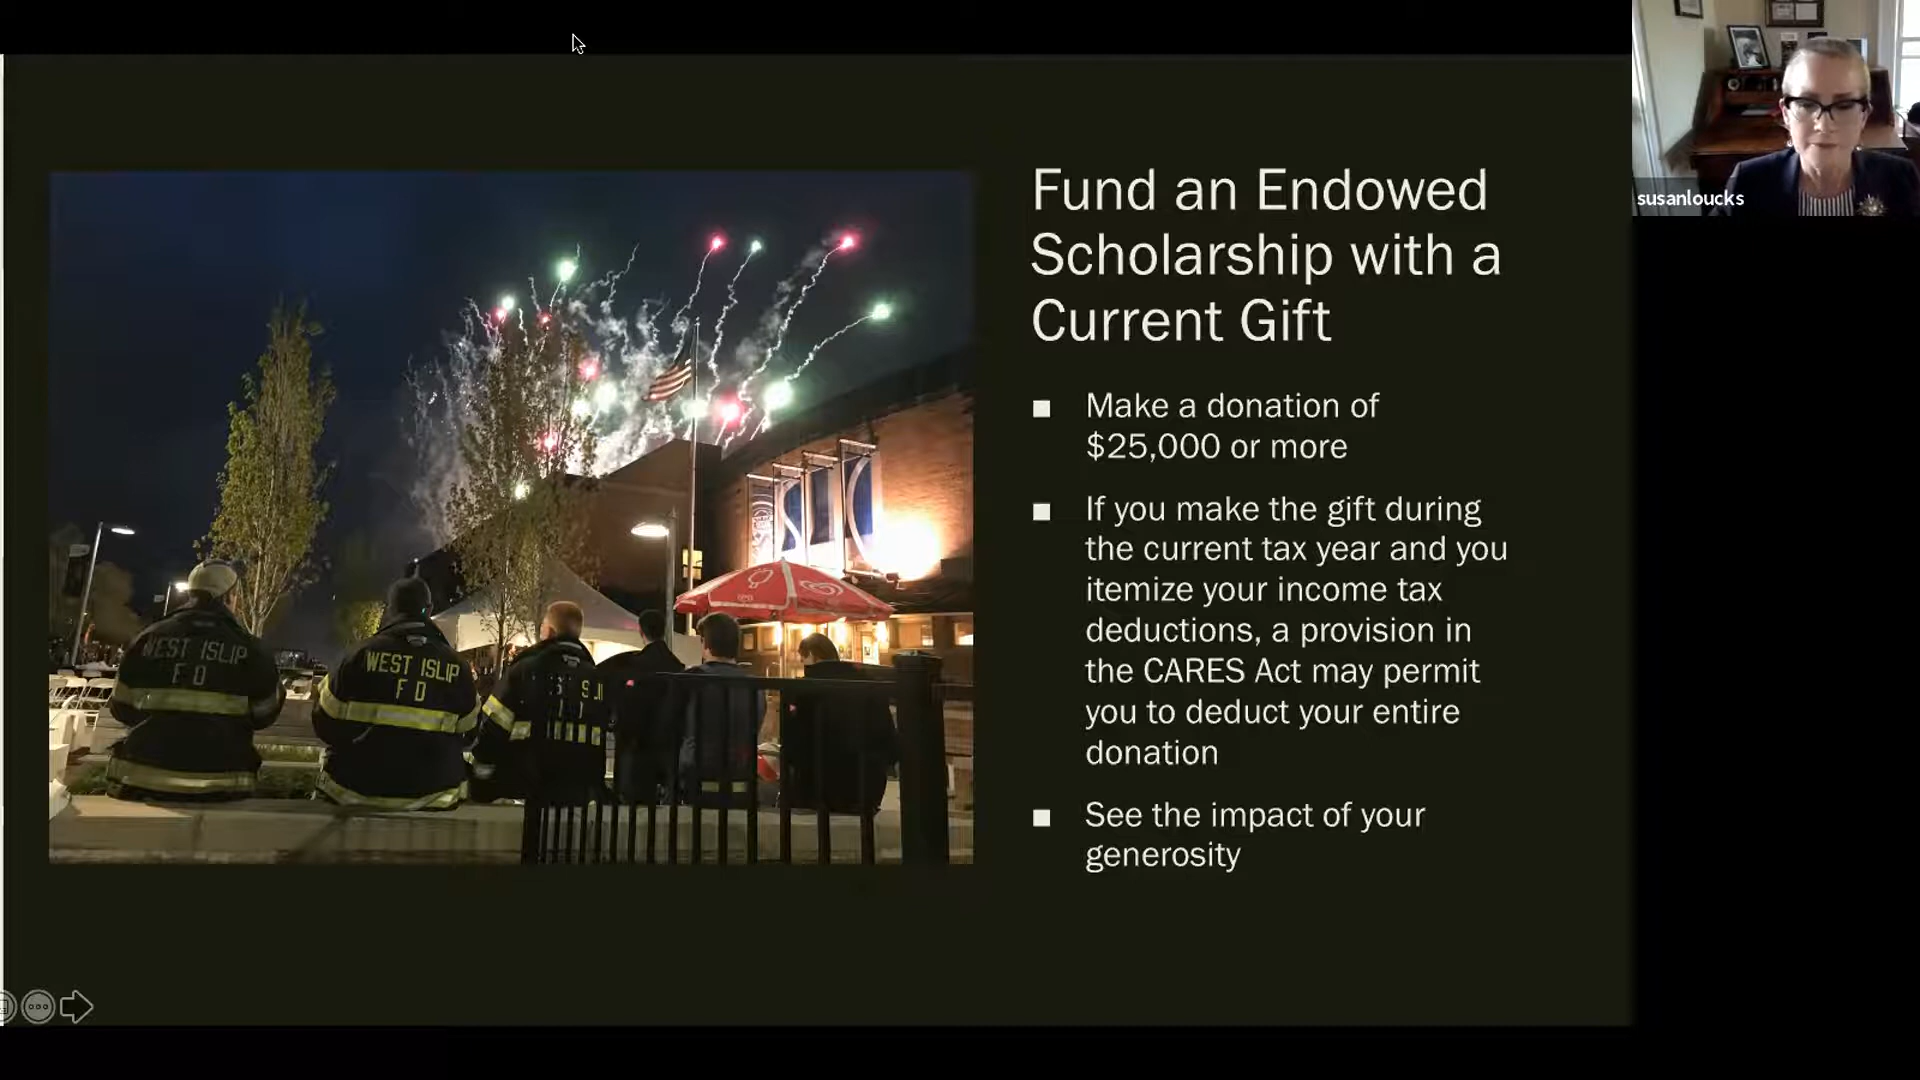 Fund an Endowed
Scholarship with a
Current Gift
Make a donation of
$25,000 or more
If you make the gift during
the current tax year and you
itemize your income tax
deductions, a provision in
the CARES Act may permit
you to deduct your entire
donation
See the impact of your
generosity
susanloucks
WEST ISLIP
F D
WEST ISLIP
F D
SLIC